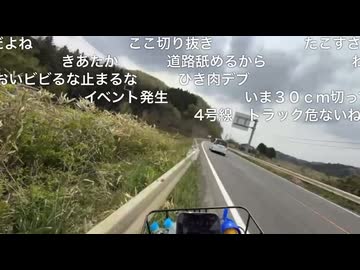 だよね ここ切り抜き たこすさ
きあたか 道路舐めるから
おいビビるな止まるな ひき肉デブ
イベント発生 いま３０ｃｍ切っ
4号線 トラック危ないね